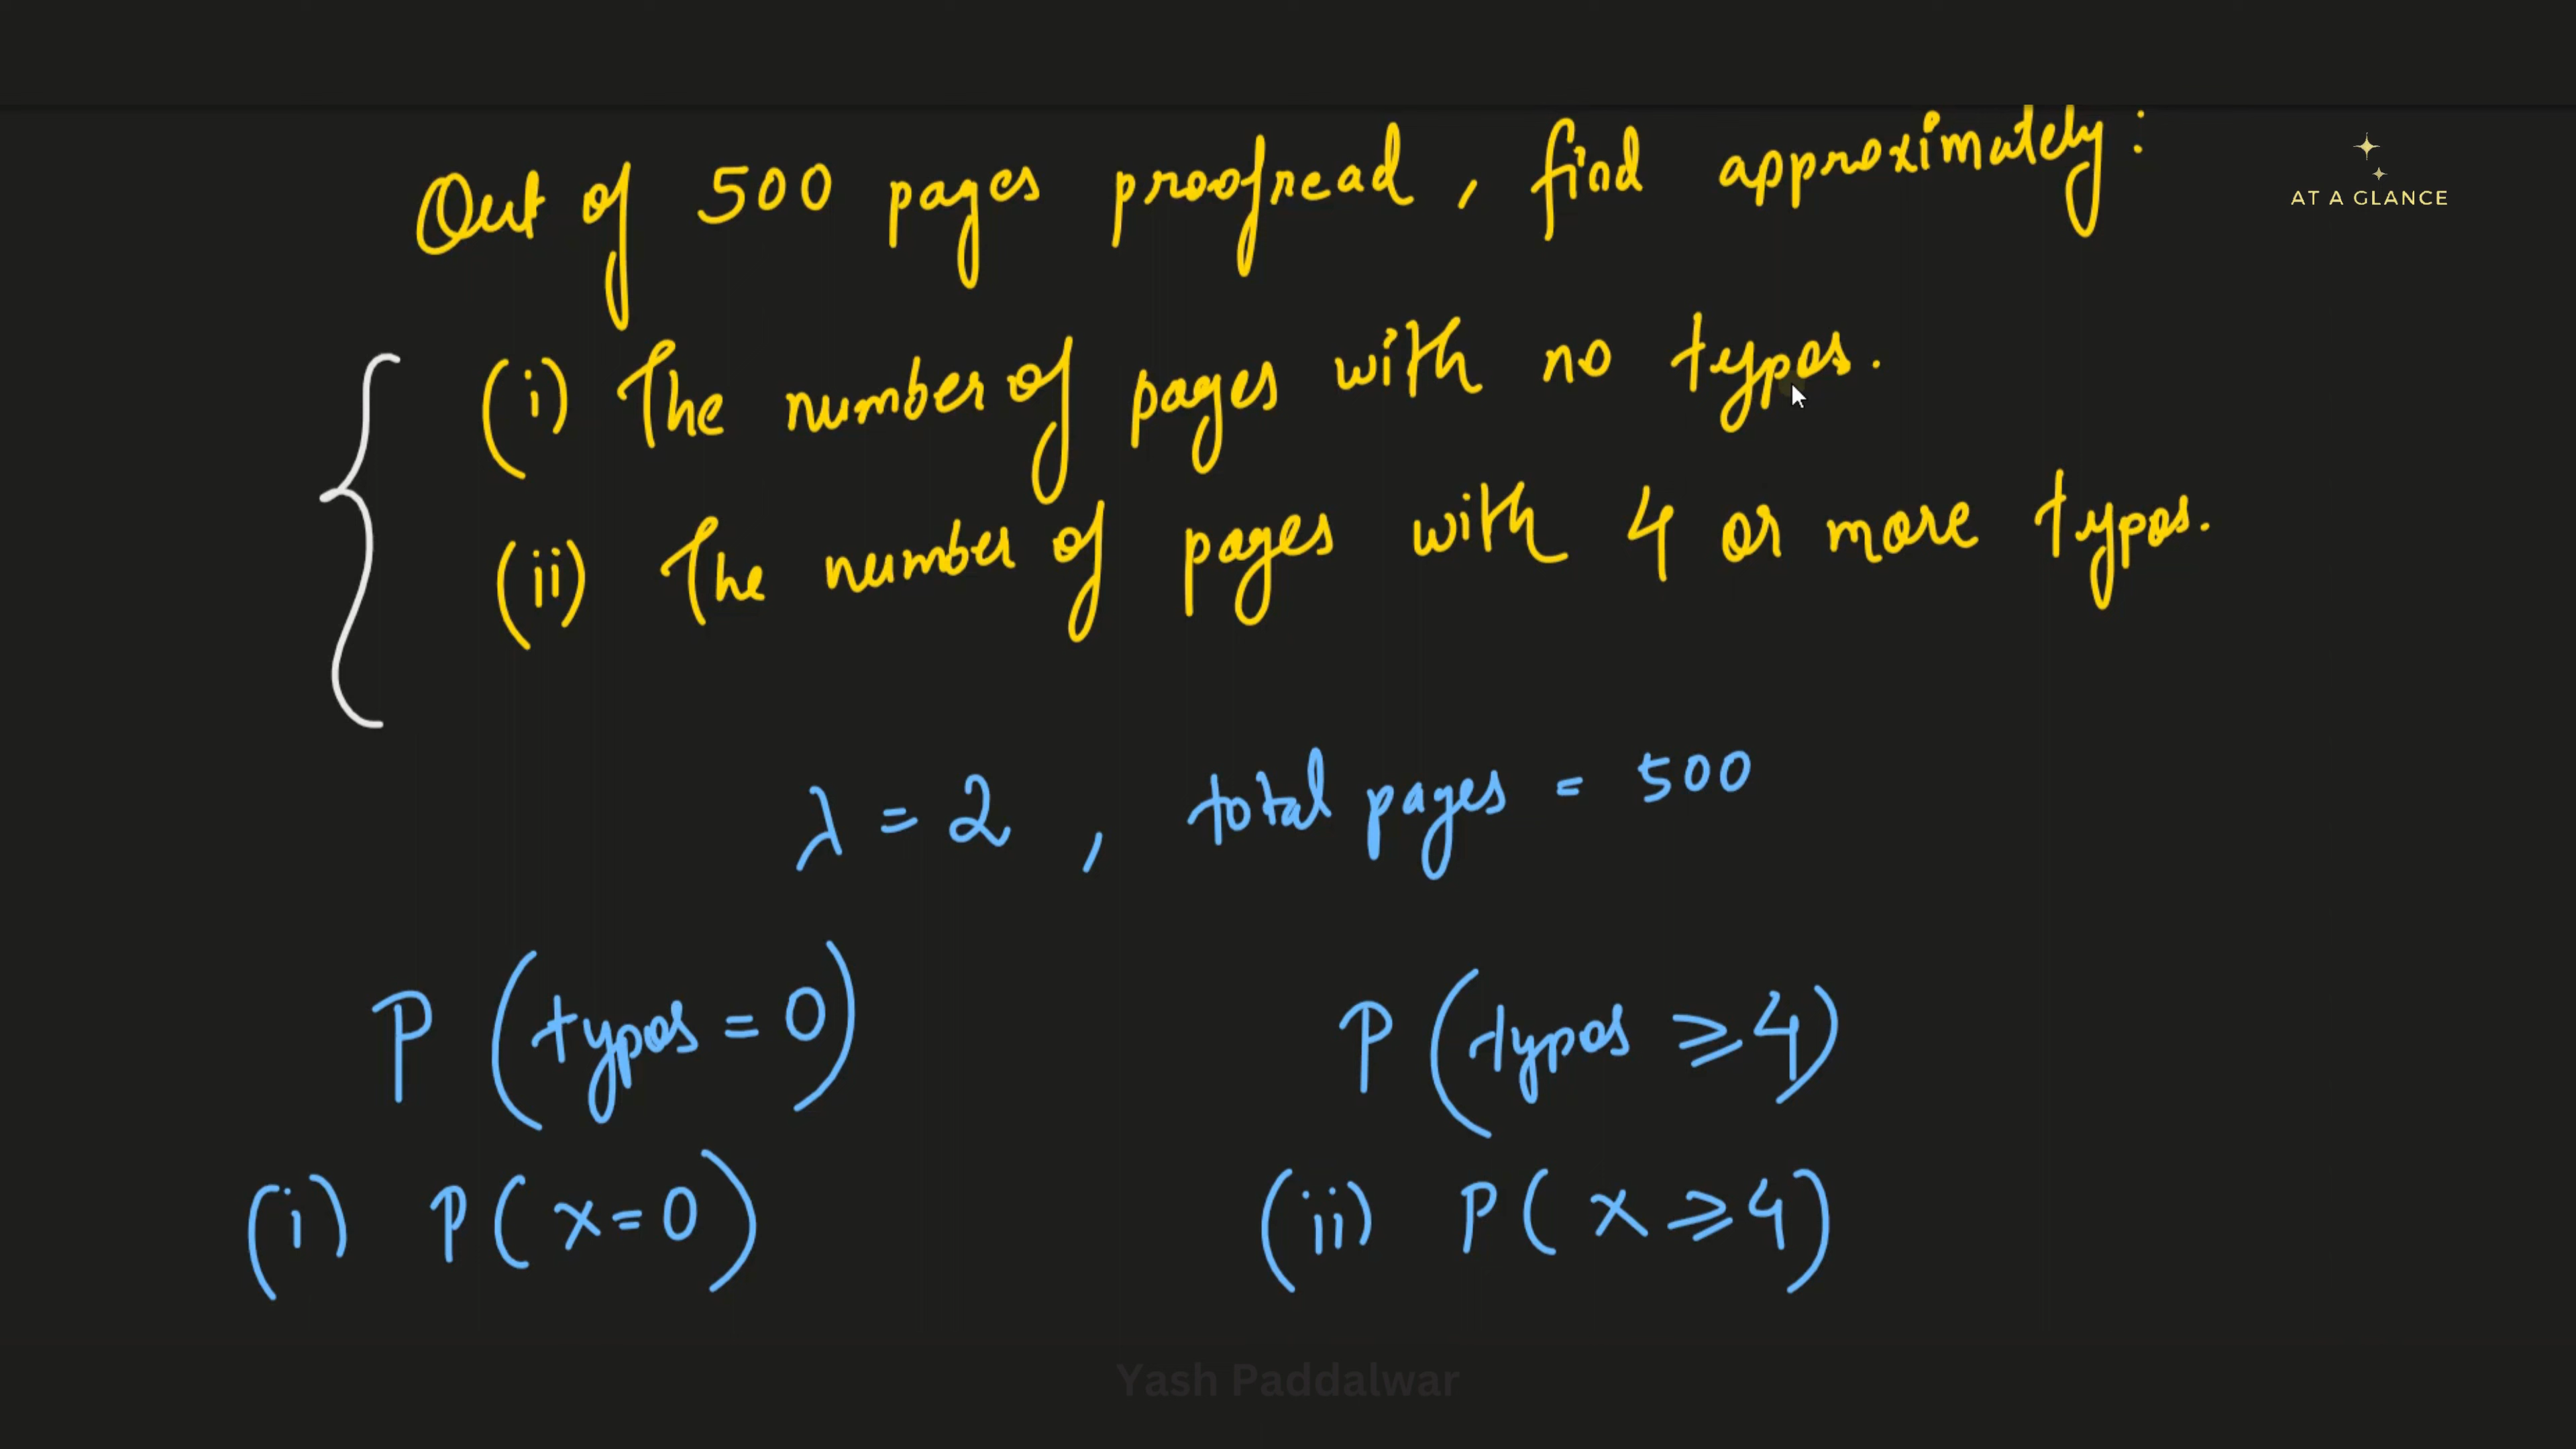 Out of 500 pages proofread, find approximately:
AT A GLANCE
(i) The number of pages with no typos.
(ii) The number of pages with 4 or more typos.
λ = 2 , total pages = 500
P (typos = 0) P (typos ≥ 4)
(i) P(x=0) (ii) P(x ≥ 4)
Yash Paddalwar